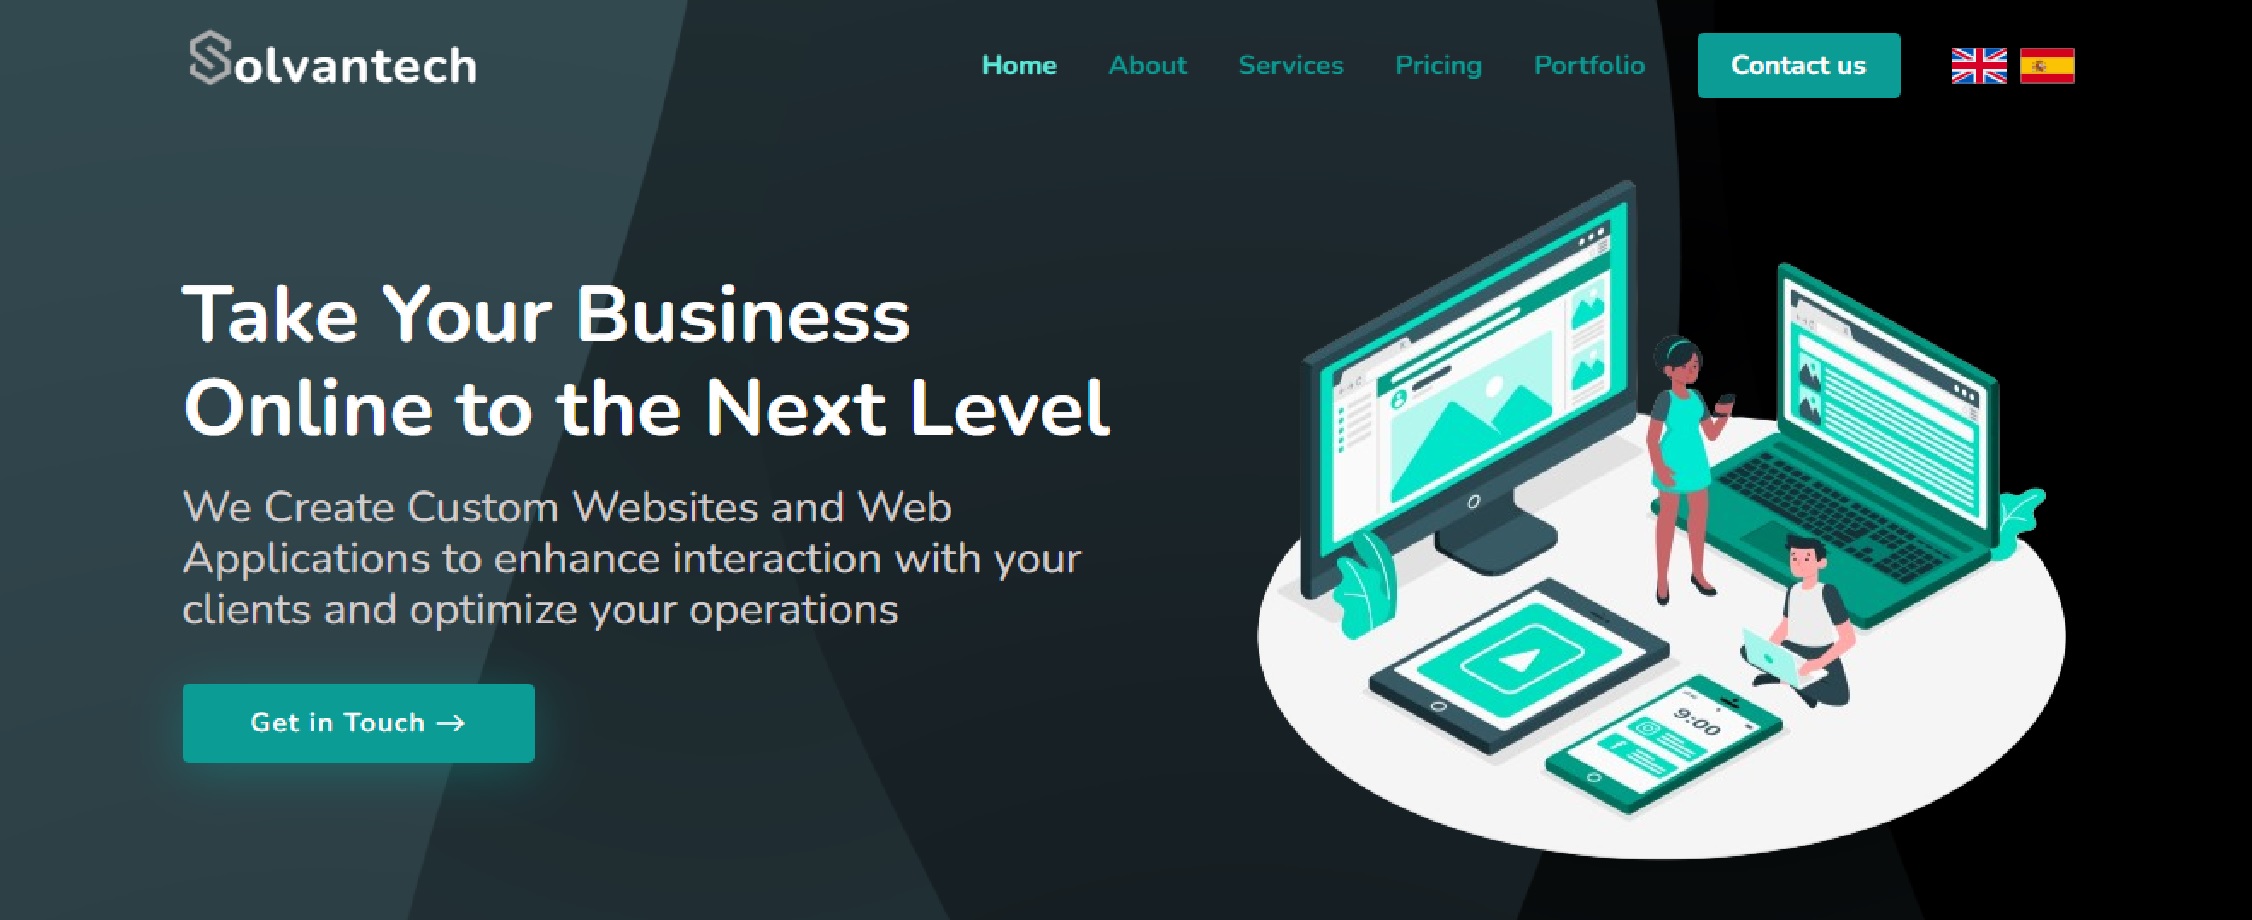 Solvantech
Home About Services Pricing Portfolio Contact us
Take Your Business
Online to the Next Level
We Create Custom Websites and Web
Applications to enhance interaction with your
clients and optimize your operations
Get in Touch →
9:00